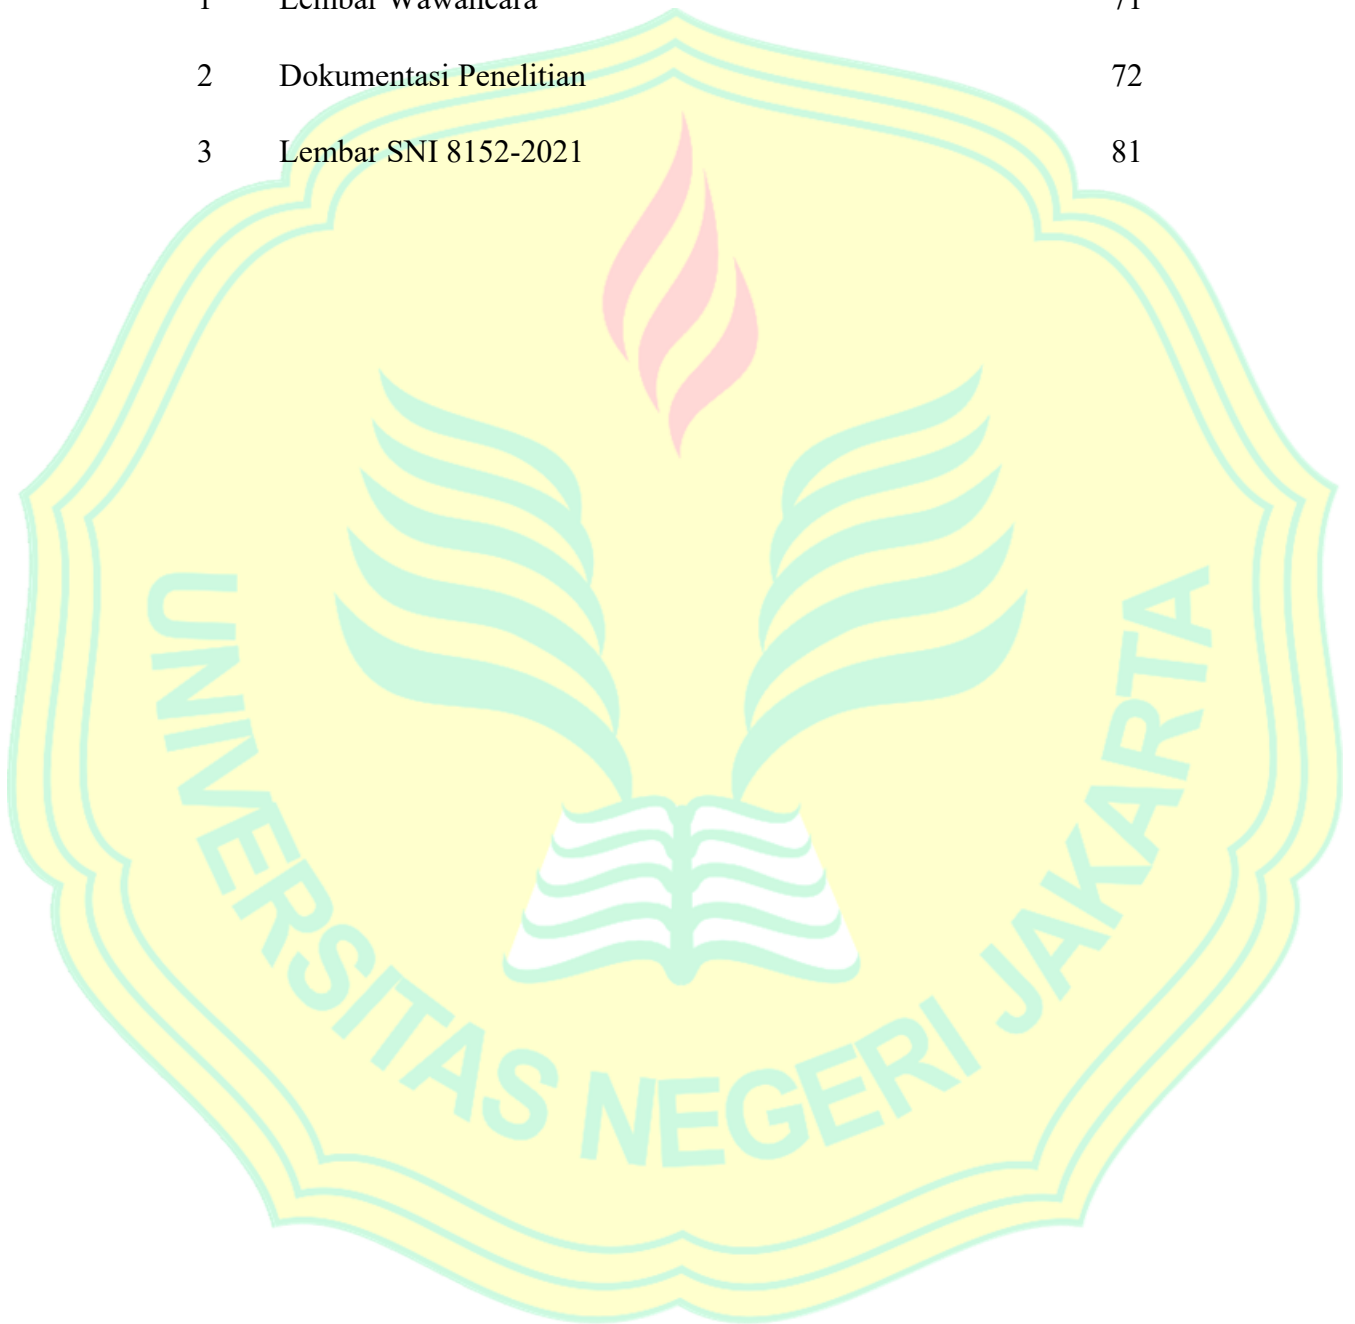 1 Lembar Wawancara 71
2 Dokumentasi Penelitian 72
3 Lembar SNI 8152-2021 81
UNIVERSITAS NEGERI JAKARTA